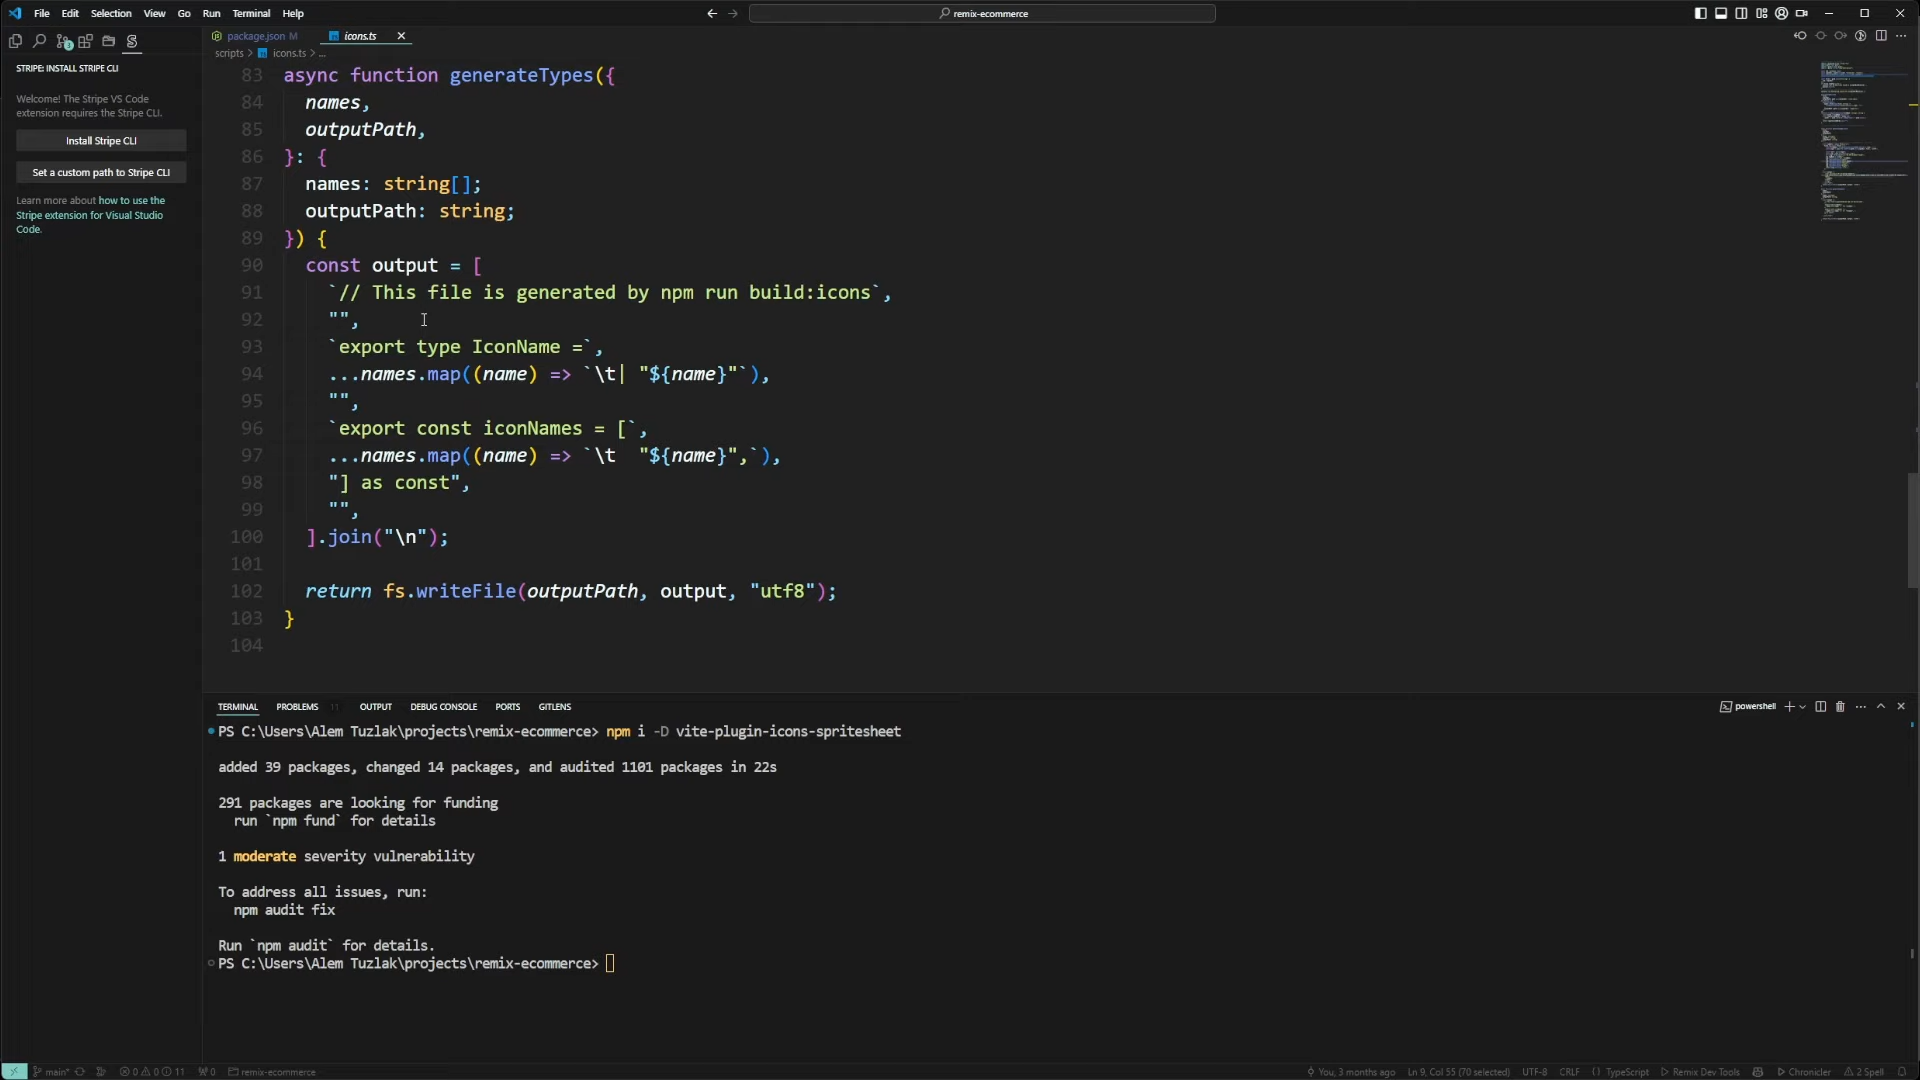 File Edit Selection View Go Run Terminal Help
remix-ecommerce
package.json M
icons.ts
scripts > icons.ts > ...
STRIPE: INSTALL STRIPE CLI
Welcome! The Stripe VS Code
extension requires the Stripe CLI.
Install Stripe CLI
Set a custom path to Stripe CLI
Learn more about how to use the
Stripe extension for Visual Studio
Code.
83 async function generateTypes({
84 names,
85 outputPath,
86 }: {
87 names: string[];
88 outputPath: string;
89 }) {
90 const output = [
91 `// This file is generated by npm run build:icons`,
92 "",
93 `export type IconName =`,
94 ...names.map((name) => `\t| "${name}"`),
95 "",
96 `export const iconNames = [`,
97 ...names.map((name) => `\t  "${name}",`),
98 "] as const",
99 "",
100 ].join("\n");
101
102 return fs.writeFile(outputPath, output, "utf8");
103 }
104
TERMINAL PROBLEMS 11 OUTPUT DEBUG CONSOLE PORTS GITLENS
powershell
PS C:\Users\Alem Tuzlak\projects\remix-ecommerce> npm i -D vite-plugin-icons-spritesheet
added 39 packages, changed 14 packages, and audited 1101 packages in 22s
291 packages are looking for funding
run `npm fund` for details
1 moderate severity vulnerability
To address all issues, run:
npm audit fix
Run `npm audit` for details.
PS C:\Users\Alem Tuzlak\projects\remix-ecommerce>
main* 0 0 11 0 remix-ecommerce
You, 3 months ago Ln 9, Col 55 (70 selected) UTF-8 CRLF TypeScript Remix Dev Tools Chronicler 2 Spell